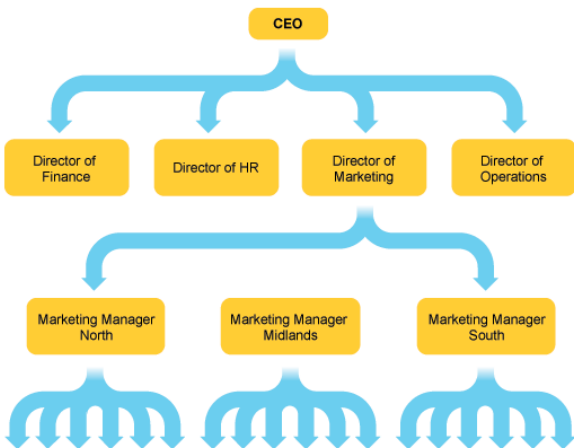 CEO
Director of
Finance
Director of HR
Director of
Marketing
Director of
Operations
Marketing Manager
North
Marketing Manager
Midlands
Marketing Manager
South